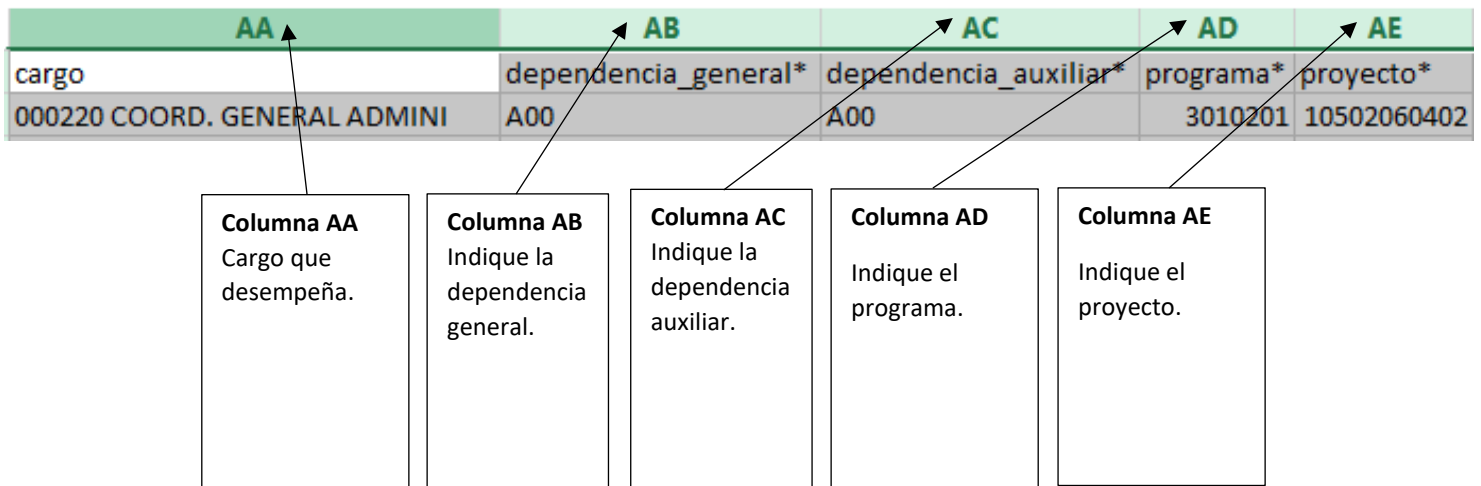 AA AB AC AD AE
cargo dependencia_general* dependencia_auxiliar* programa* proyecto*
000220 COORD. GENERAL ADMINI A00 A00 3010201 10502060402
Columna AA
Cargo que
desempeña.
Columna AB
Indique la
dependencia
general.
Columna AC
Indique la
dependencia
auxiliar.
Columna AD
Indique el
programa.
Columna AE
Indique el
proyecto.